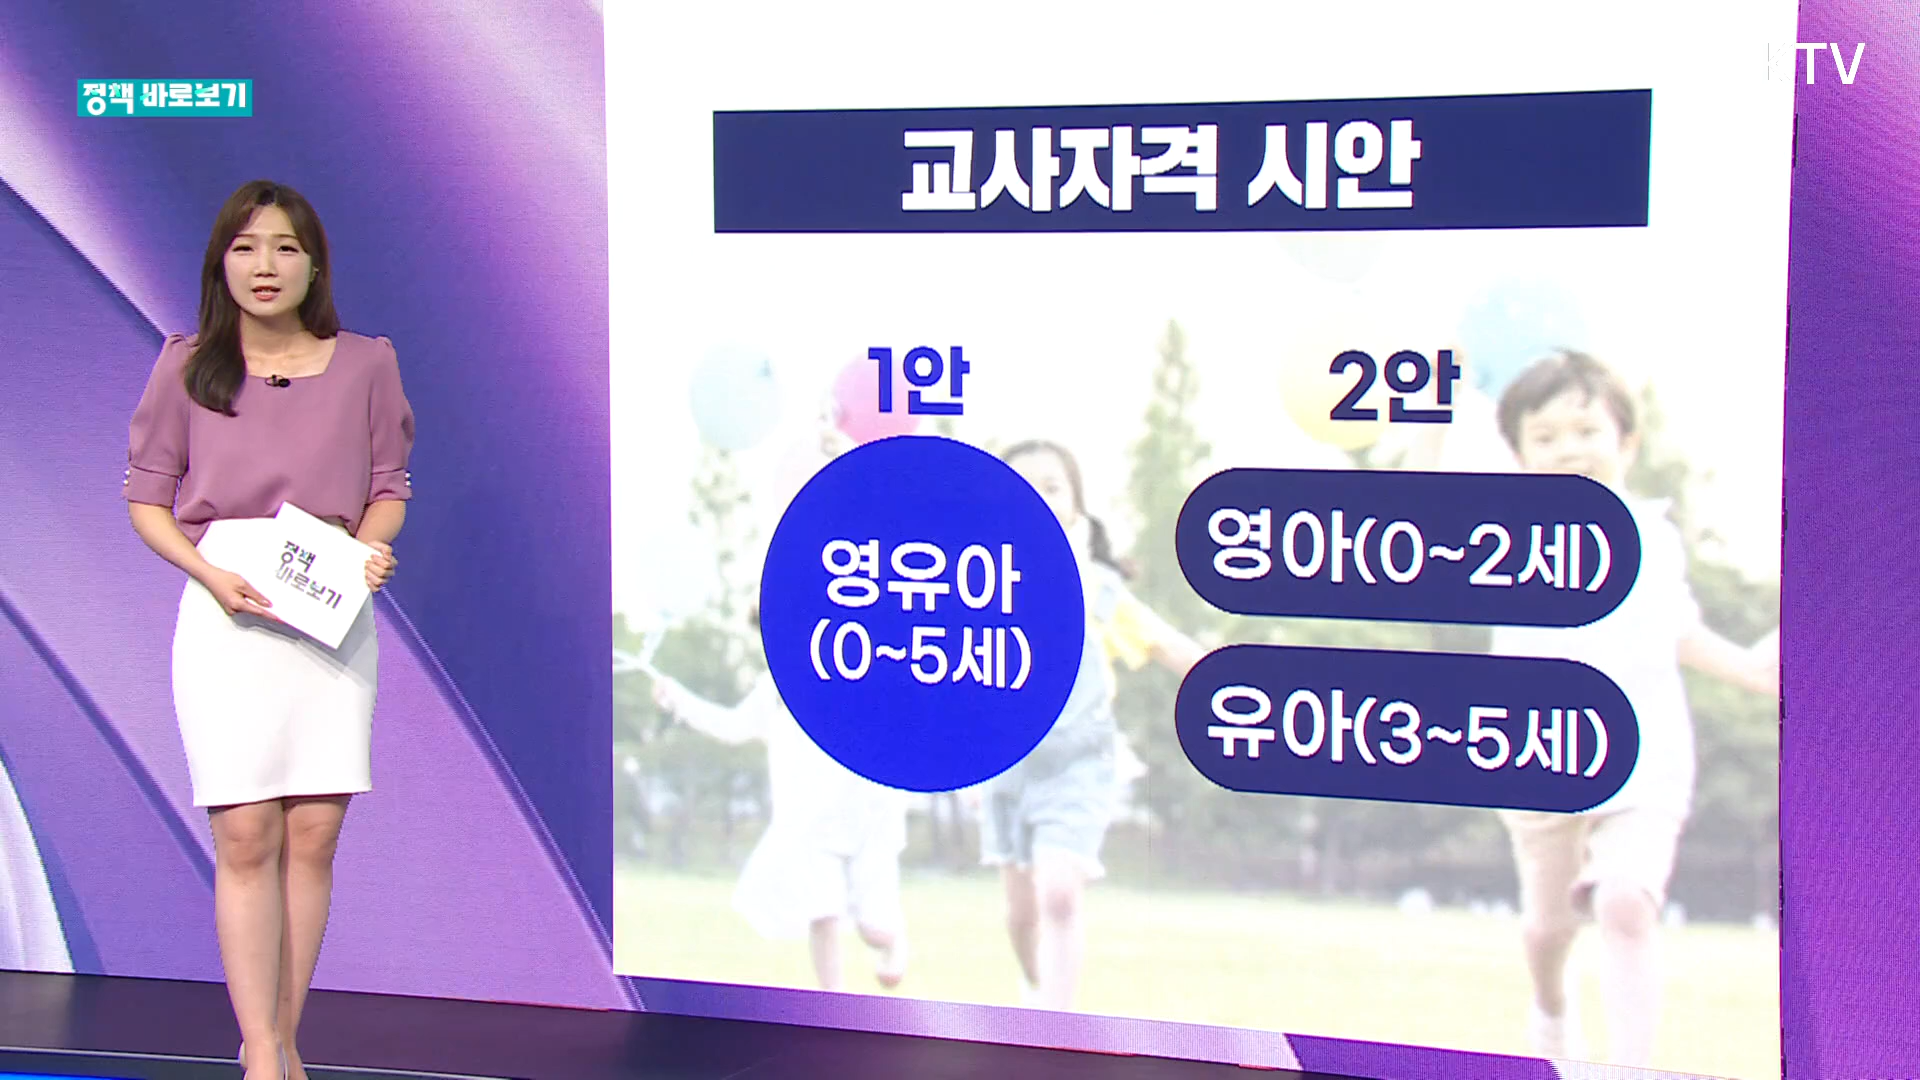 정책 바로보기
KTV
교사자격 시안
1안
영유아
(0~5세)
2안
영아(0~2세)
유아(3~5세)
정책
바로보기